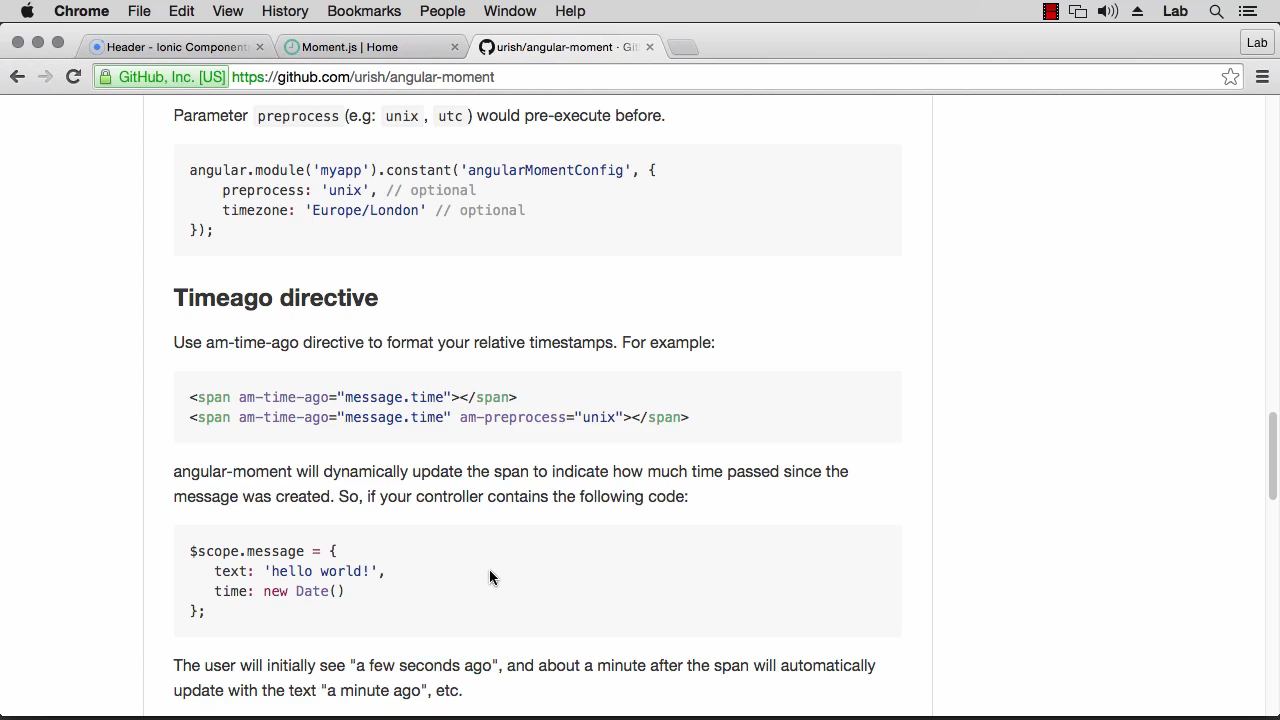 Chrome File Edit View History Bookmarks People Window Help Lab
Header - Ionic Component Moment.js | Home urish/angular-moment · Git Lab
GitHub, Inc. [US] https://github.com/urish/angular-moment
Parameter preprocess (e.g: unix , utc ) would pre-execute before.
angular.module('myapp').constant('angularMomentConfig', {
preprocess: 'unix', // optional
timezone: 'Europe/London' // optional
});
Timeago directive
Use am-time-ago directive to format your relative timestamps. For example:
<span am-time-ago="message.time"></span>
<span am-time-ago="message.time" am-preprocess="unix"></span>
angular-moment will dynamically update the span to indicate how much time passed since the
message was created. So, if your controller contains the following code:
$scope.message = {
text: 'hello world!',
time: new Date()
};
The user will initially see "a few seconds ago", and about a minute after the span will automatically
update with the text "a minute ago", etc.